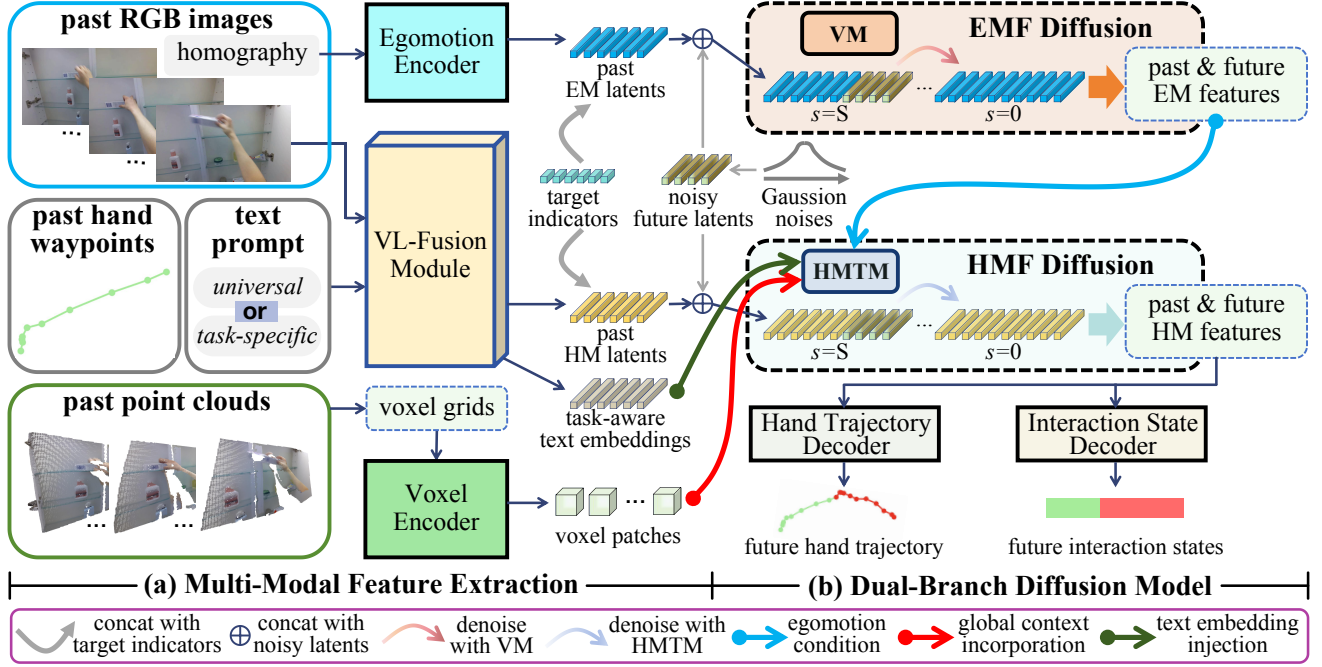 past RGB images
homography
Egomotion
Encoder
past
EM latents
VM
EMF Diffusion
...
s=S
s=0
past & future
EM features
...
...
past hand
waypoints
text
prompt
universal
or
task-specific
VL-Fusion
Module
target
indicators
noisy
future latents
Gaussion
noises
past
HM latents
HMTM
HMF Diffusion
...
s=S
s=0
past & future
HM features
task-aware
text embeddings
past point clouds
...
...
voxel grids
Voxel
Encoder
...
voxel patches
Hand Trajectory
Decoder
Interaction State
Decoder
future hand trajectory
future interaction states
(a) Multi-Modal Feature Extraction
(b) Dual-Branch Diffusion Model
concat with
target indicators
concat with
noisy latents
denoise
with VM
denoise with
HMTM
egomotion
condition
global context
incorporation
text embedding
injection